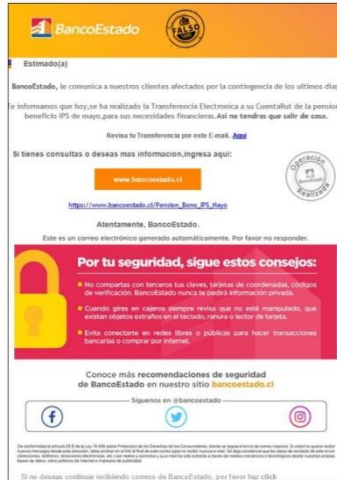 BancoEstado
FALSO
Estimado(a)
BancoEstado, le comunica a nuestros clientes afectados por la contingencia de los ultimos dias
Te informamos que hoy,se ha realizado la Transferencia Electronica a su CuentaRut de la pension
beneficio IPS de mayo,para sus necesidades financieras.Asi no tendras que salir de casa.
Revisa tu Transferencia por este E-mail. Aqui
Si tienes consultas o deseas mas informacion,ingresa aqui:
www.bancoestado.cl
Operación
Realizada
https://www.bancoestado.cl/Pension_Bono_IPS_Mayo
Atentamente, BancoEstado.
Este es un correo electrónico generado automáticamente. Por favor no responder.
Por tu seguridad, sigue estos consejos:
No compartas con terceros tus claves, tarjetas de coordenadas, códigos
de verificación. BancoEstado nunca te pedirá información privada.
Cuando gires en cajeros siempre revisa que no esté manipulado, que
existan objetos extraños en el teclado, ranura o lector de tarjeta.
Evita conectarte en redes libres o públicas para hacer transacciones
bancarias o comprar por internet.
Conoce más recomendaciones de seguridad
de BancoEstado en nuestro sitio bancoestado.cl
Síguenos en @bancoestado
Si no deseas continuar recibiendo correos de BancoEstado, por favor haz click